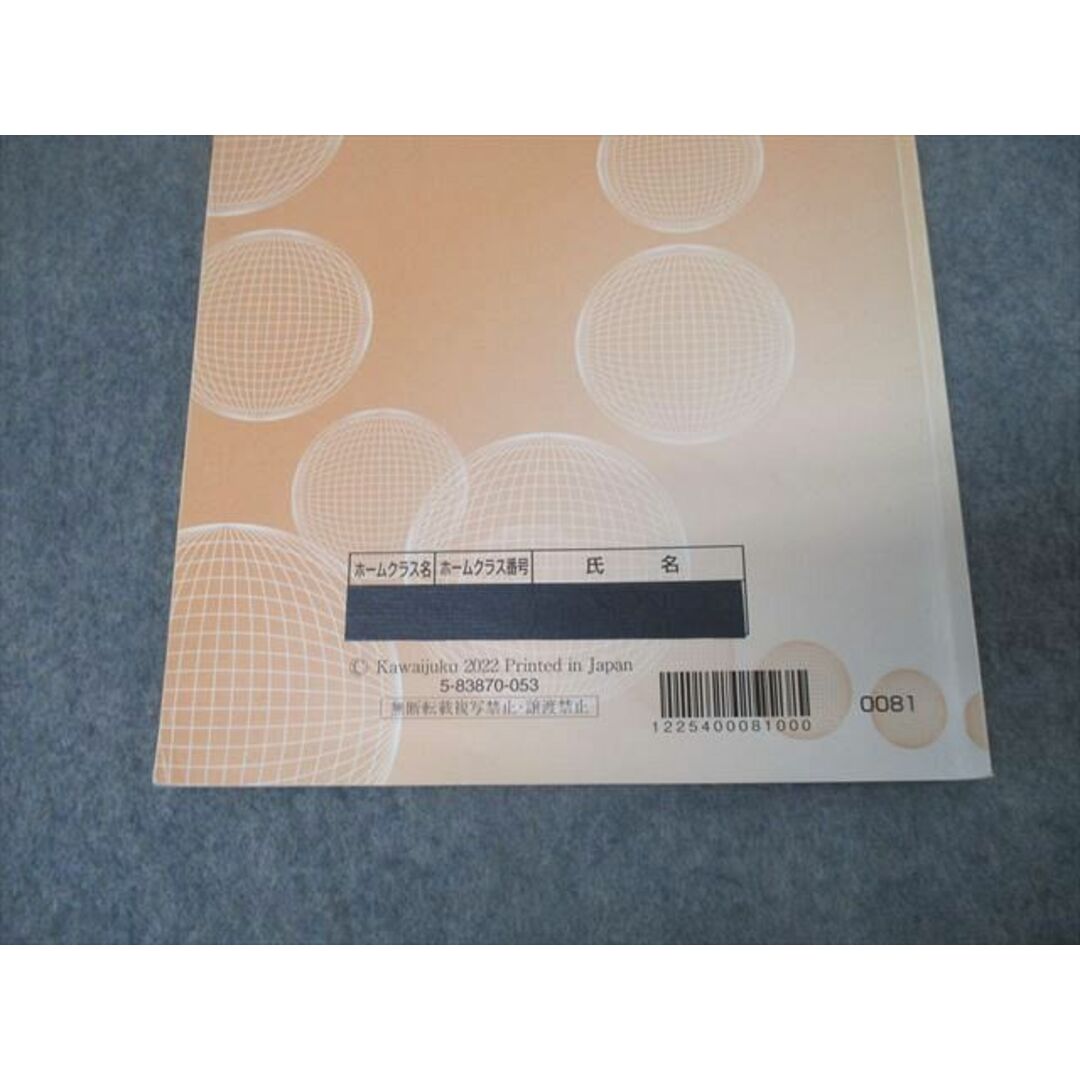 ホームクラス名 ホームクラス番号 氏 名
Ⓒ Kawaijuku 2022 Printed in Japan
5-83870-053
無断転載複写禁止・譲渡禁止
1225400081000
0081